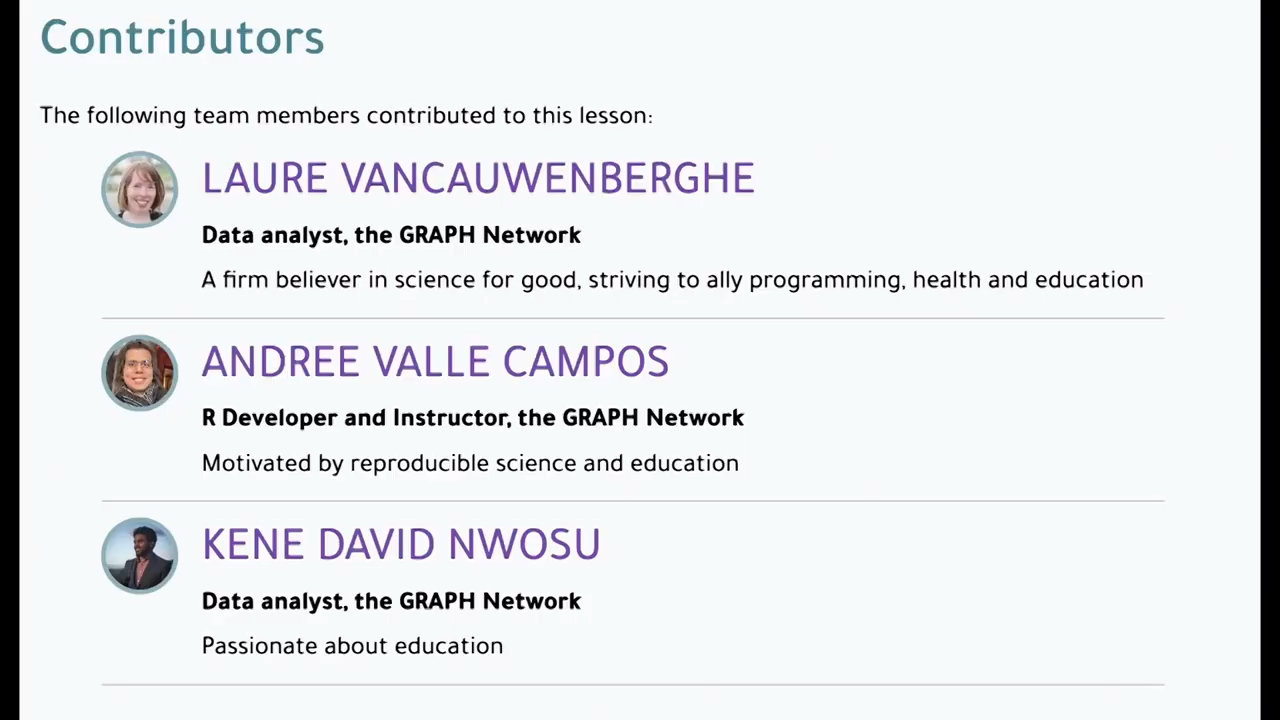 Contributors
The following team members contributed to this lesson:
LAURE VANCAUWENBERGHE
Data analyst, the GRAPH Network
A firm believer in science for good, striving to ally programming, health and education
ANDREE VALLE CAMPOS
R Developer and Instructor, the GRAPH Network
Motivated by reproducible science and education
KENE DAVID NWOSU
Data analyst, the GRAPH Network
Passionate about education